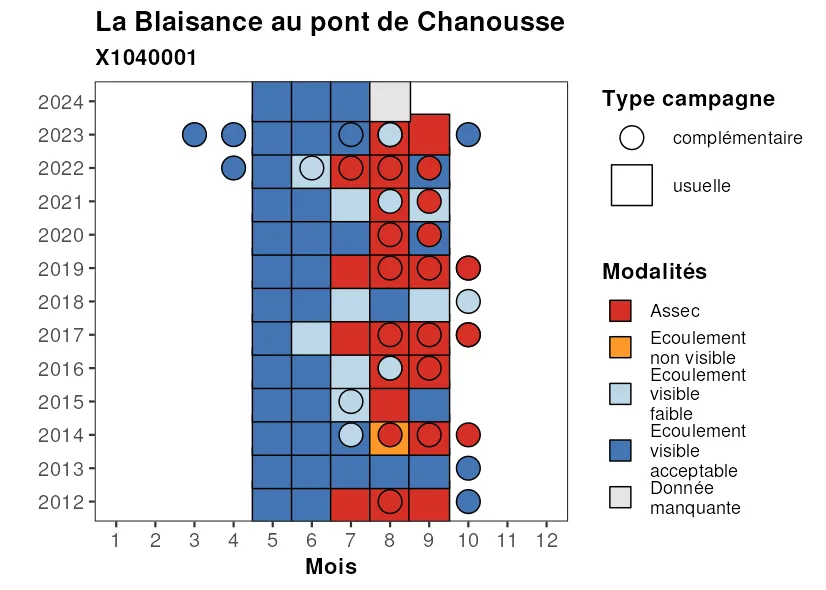 La Blaisance au pont de Chanousse
X1040001
2024
2023
2022
2021
2020
2019
2018
2017
2016
2015
2014
2013
2012
1 2 3 4 5 6 7 8 9 10 11 12
Mois
Type campagne
complémentaire
usuelle
Modalités
Assec
Ecoulement
non visible
Ecoulement
visible
faible
Ecoulement
visible
acceptable
Donnée
manquante